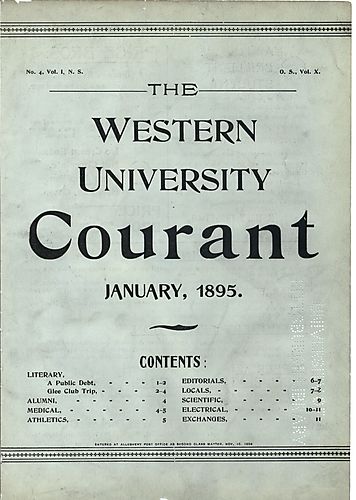 No. 4, Vol. I, N. S.
O. S., Vol. X.
THE
WESTERN
UNIVERSITY
Courant
JANUARY, 1895.
CONTENTS:
LITERARY.
A Public Debt, - - - 1-2
Glee Club Trip, - - - 2-4
ALUMNI, - - - - 4
MEDICAL, - - - - 4-5
ATHLETICS, - - - - 5
EDITORIALS, - - - - 6-7
LOCALS, - - - - 7-8
SCIENTIFIC, - - - - 9
ELECTRICAL, - - - - 10-11
EXCHANGES, - - - - 11
ENTERED AT ALLEGHENY POST OFFICE AS SECOND CLASS MATTER, NOV. 10, 1894